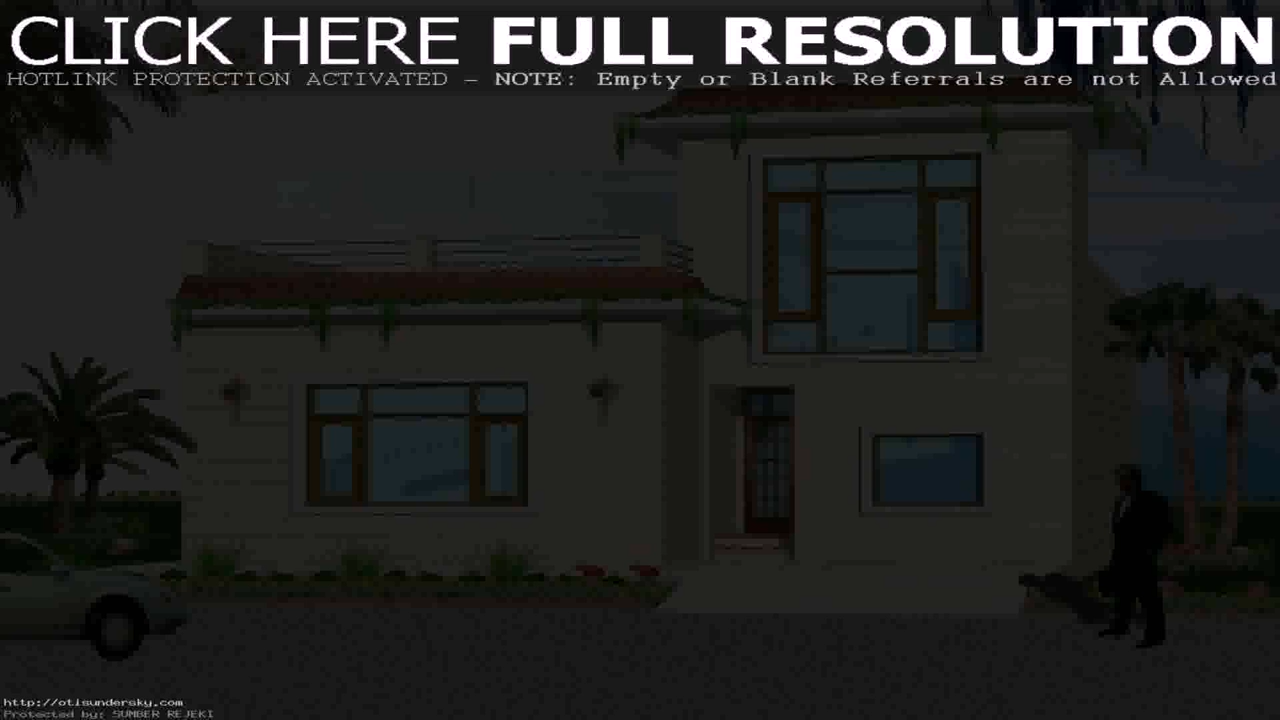 CLICK HERE FULL RESOLUTION
HOTLINK PROTECTION ACTIVATED – NOTE: Empty or Blank Referrals are not Allowed
http://otlsundersky.com
Protected by: SUMBER REJEKI